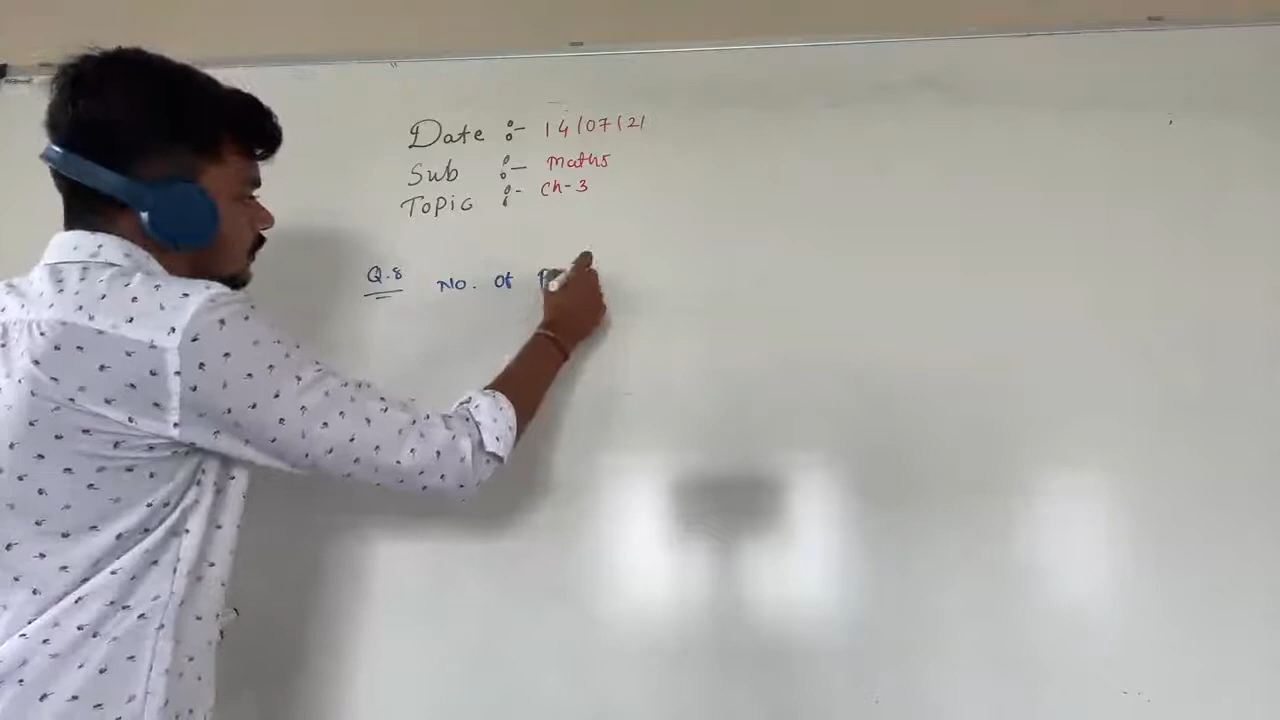 Date :- 14/07/21
Sub :- Maths
Topic :- Ch-3
Q.8 No. of